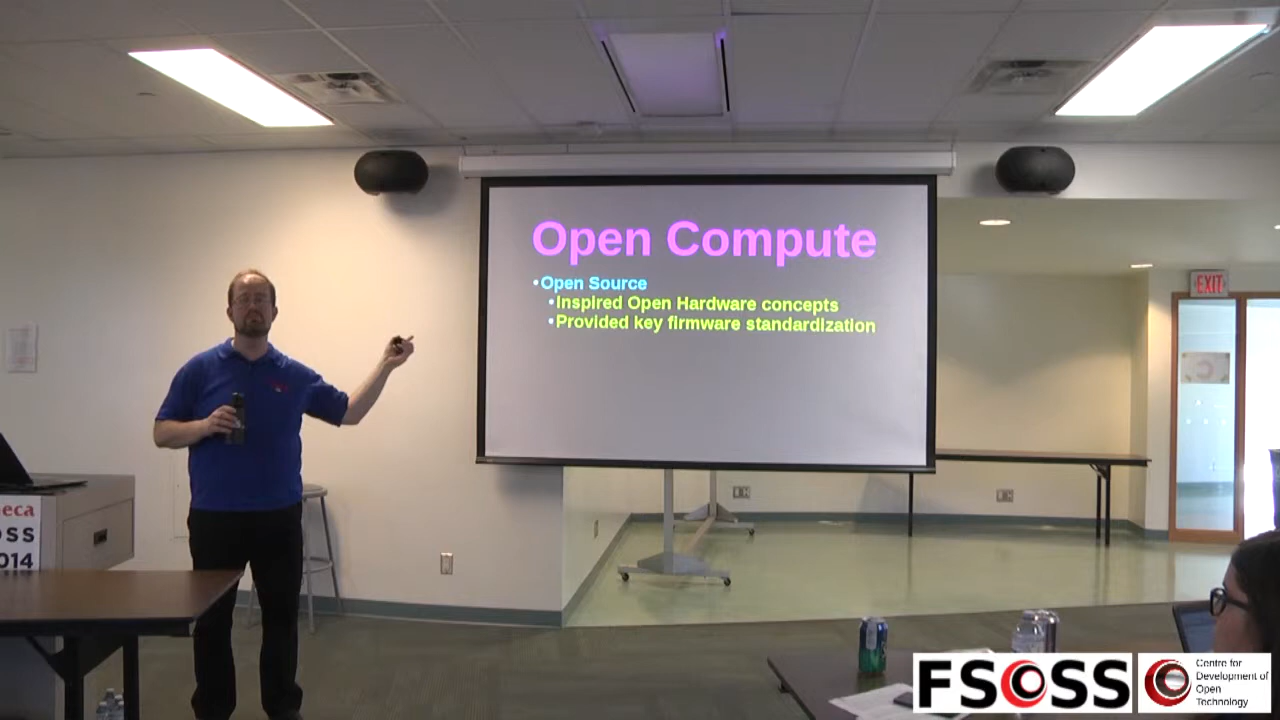 Open Compute
•Open Source
•Inspired Open Hardware concepts
•Provided key firmware standardization
EXIT
eca
OSS
014
FSOSS
Centre for
Development of
Open
Technology